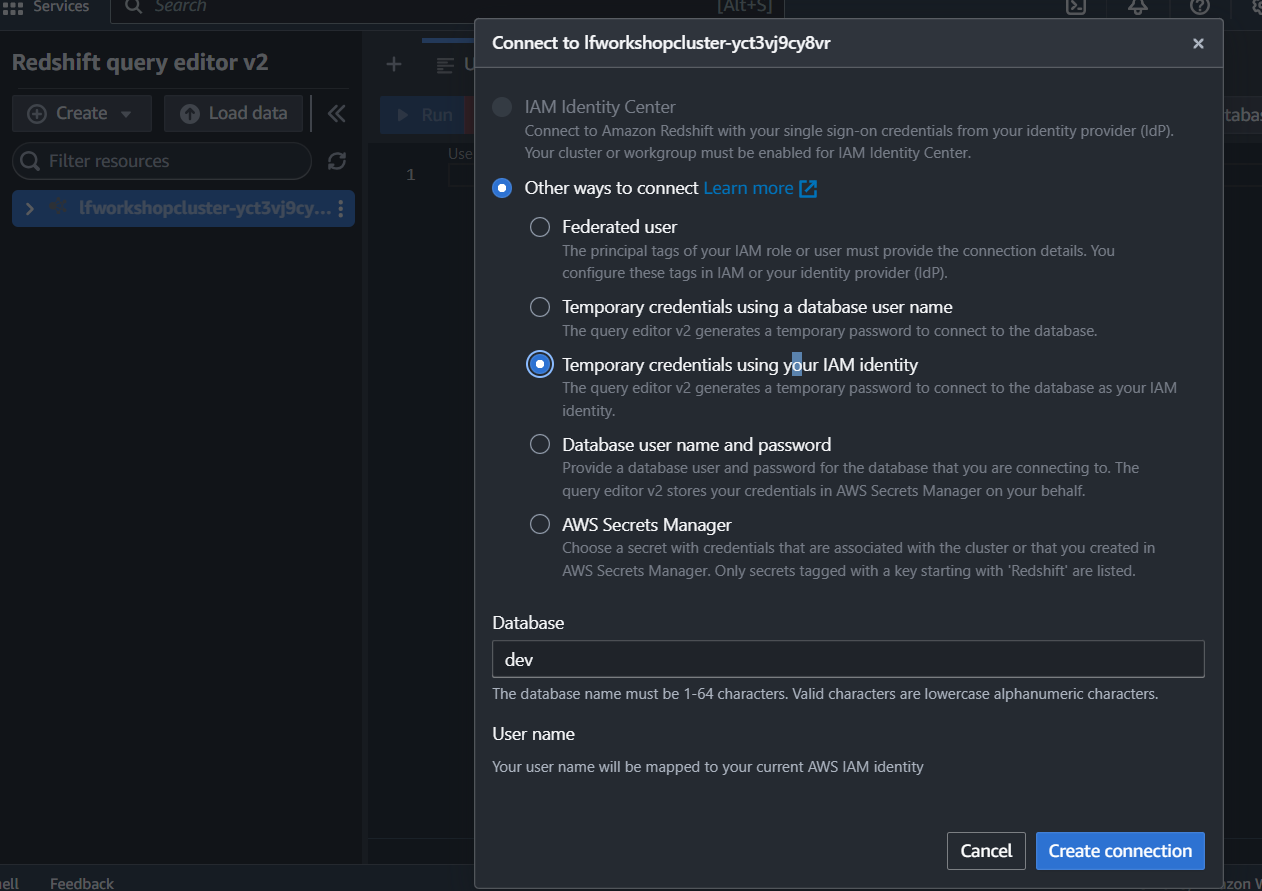 Services
Search
[Alt+S]
Redshift query editor v2
Create
Load data
Filter resources
lfworkshopcluster-yct3vj9cy...
Run
Use
1
Connect to lfworkshopcluster-yct3vj9cy8vr
IAM Identity Center
Connect to Amazon Redshift with your single sign-on credentials from your identity provider (IdP).
Your cluster or workgroup must be enabled for IAM Identity Center.
Other ways to connect Learn more
Federated user
The principal tags of your IAM role or user must provide the connection details. You
configure these tags in IAM or your identity provider (IdP).
Temporary credentials using a database user name
The query editor v2 generates a temporary password to connect to the database.
Temporary credentials using your IAM identity
The query editor v2 generates a temporary password to connect to the database as your IAM
identity.
Database user name and password
Provide a database user and password for the database that you are connecting to. The
query editor v2 stores your credentials in AWS Secrets Manager on your behalf.
AWS Secrets Manager
Choose a secret with credentials that are associated with the cluster or that you created in
AWS Secrets Manager. Only secrets tagged with a key starting with 'Redshift' are listed.
Database
dev
The database name must be 1-64 characters. Valid characters are lowercase alphanumeric characters.
User name
Your user name will be mapped to your current AWS IAM identity
Cancel
Create connection
Feedback